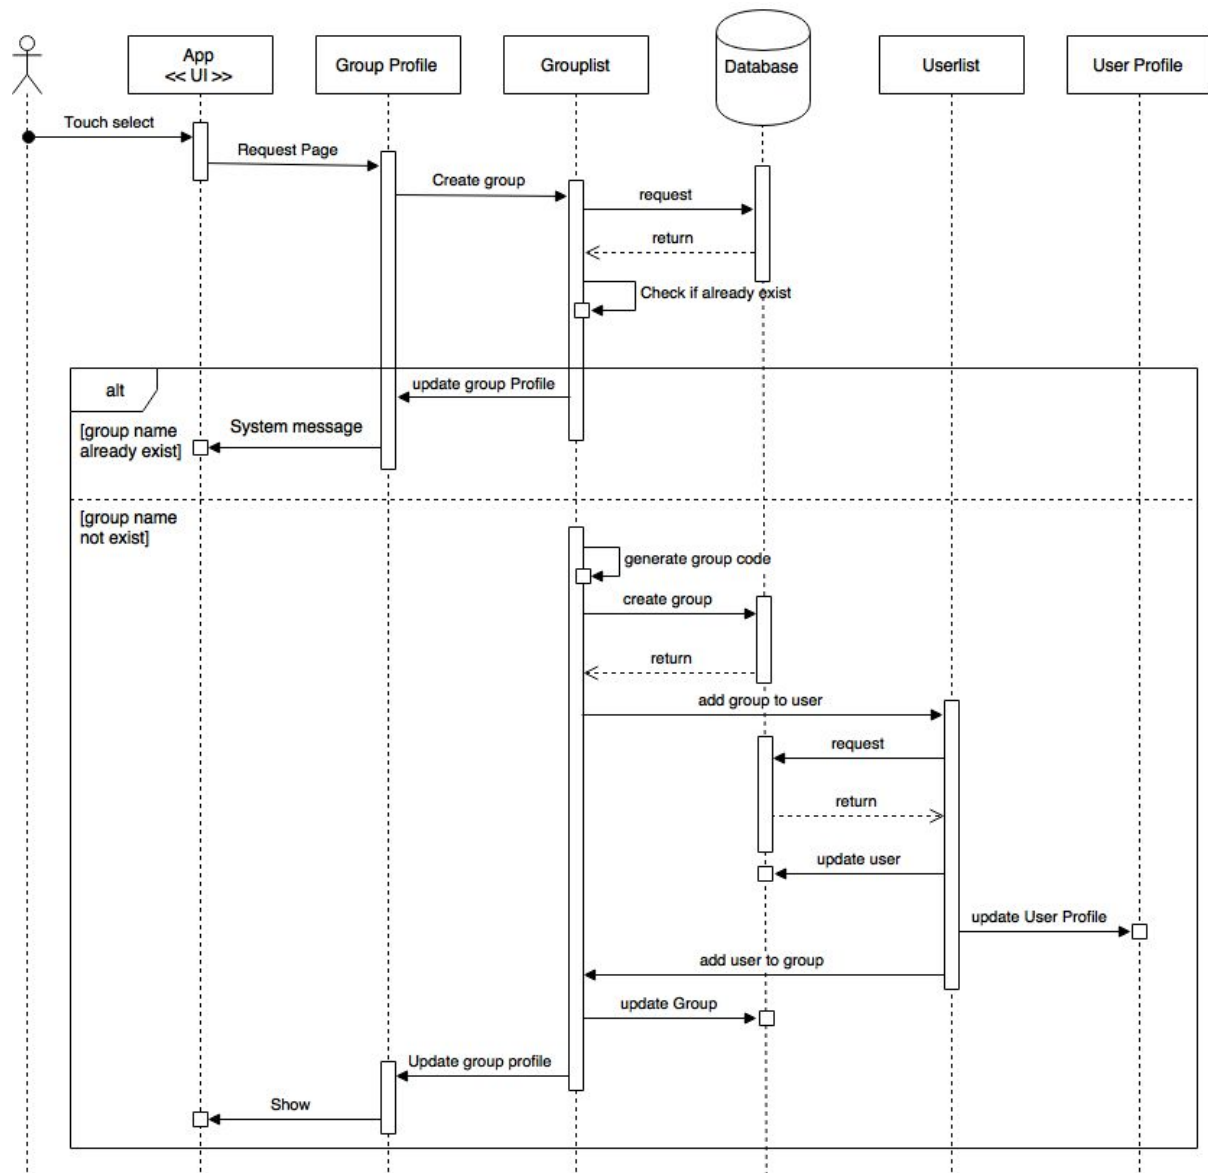 App
<< UI >>
Group Profile
Grouplist
Database
Userlist
User Profile
Touch select
Request Page
Create group
request
return
Check if already exist
alt
update group Profile
[group name
already exist]
System message
[group name
not exist]
generate group code
create group
return
add group to user
request
return
update user
update User Profile
add user to group
update Group
Update group profile
Show